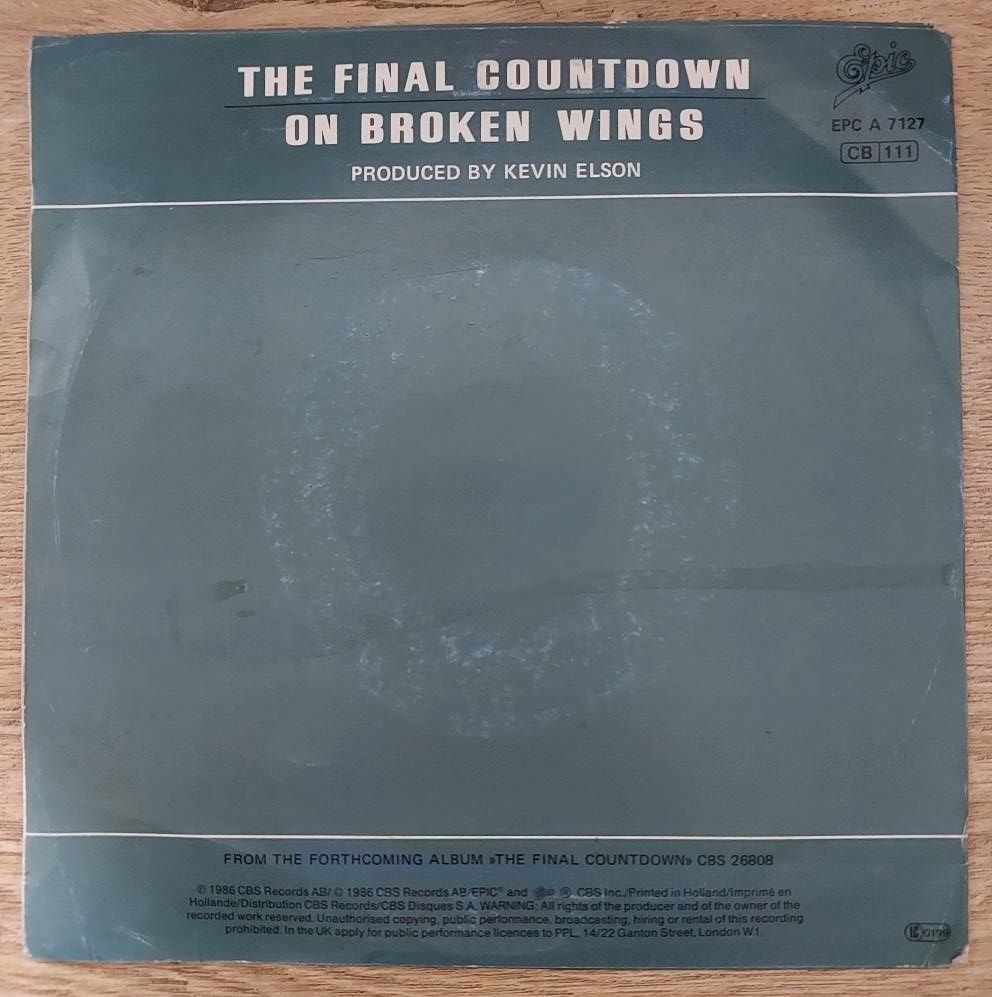 THE FINAL COUNTDOWN
ON BROKEN WINGS
PRODUCED BY KEVIN ELSON
Epic
EPC A 7127
CB 111
FROM THE FORTHCOMING ALBUM »THE FINAL COUNTDOWN» CBS 26808
℗ 1986 CBS Records AB/ © 1986 CBS Records AB/EPIC® and ® CBS Inc./Printed in Holland/Imprimé en
Hollande/Distribution CBS Records/CBS Disques S.A. WARNING: All rights of the producer and of the owner of the
recorded work reserved. Unauthorised copying, public performance, broadcasting, hiring or rental of this recording
prohibited. In the UK apply for public performance licences to PPL, 14/22 Ganton Street, London W1.